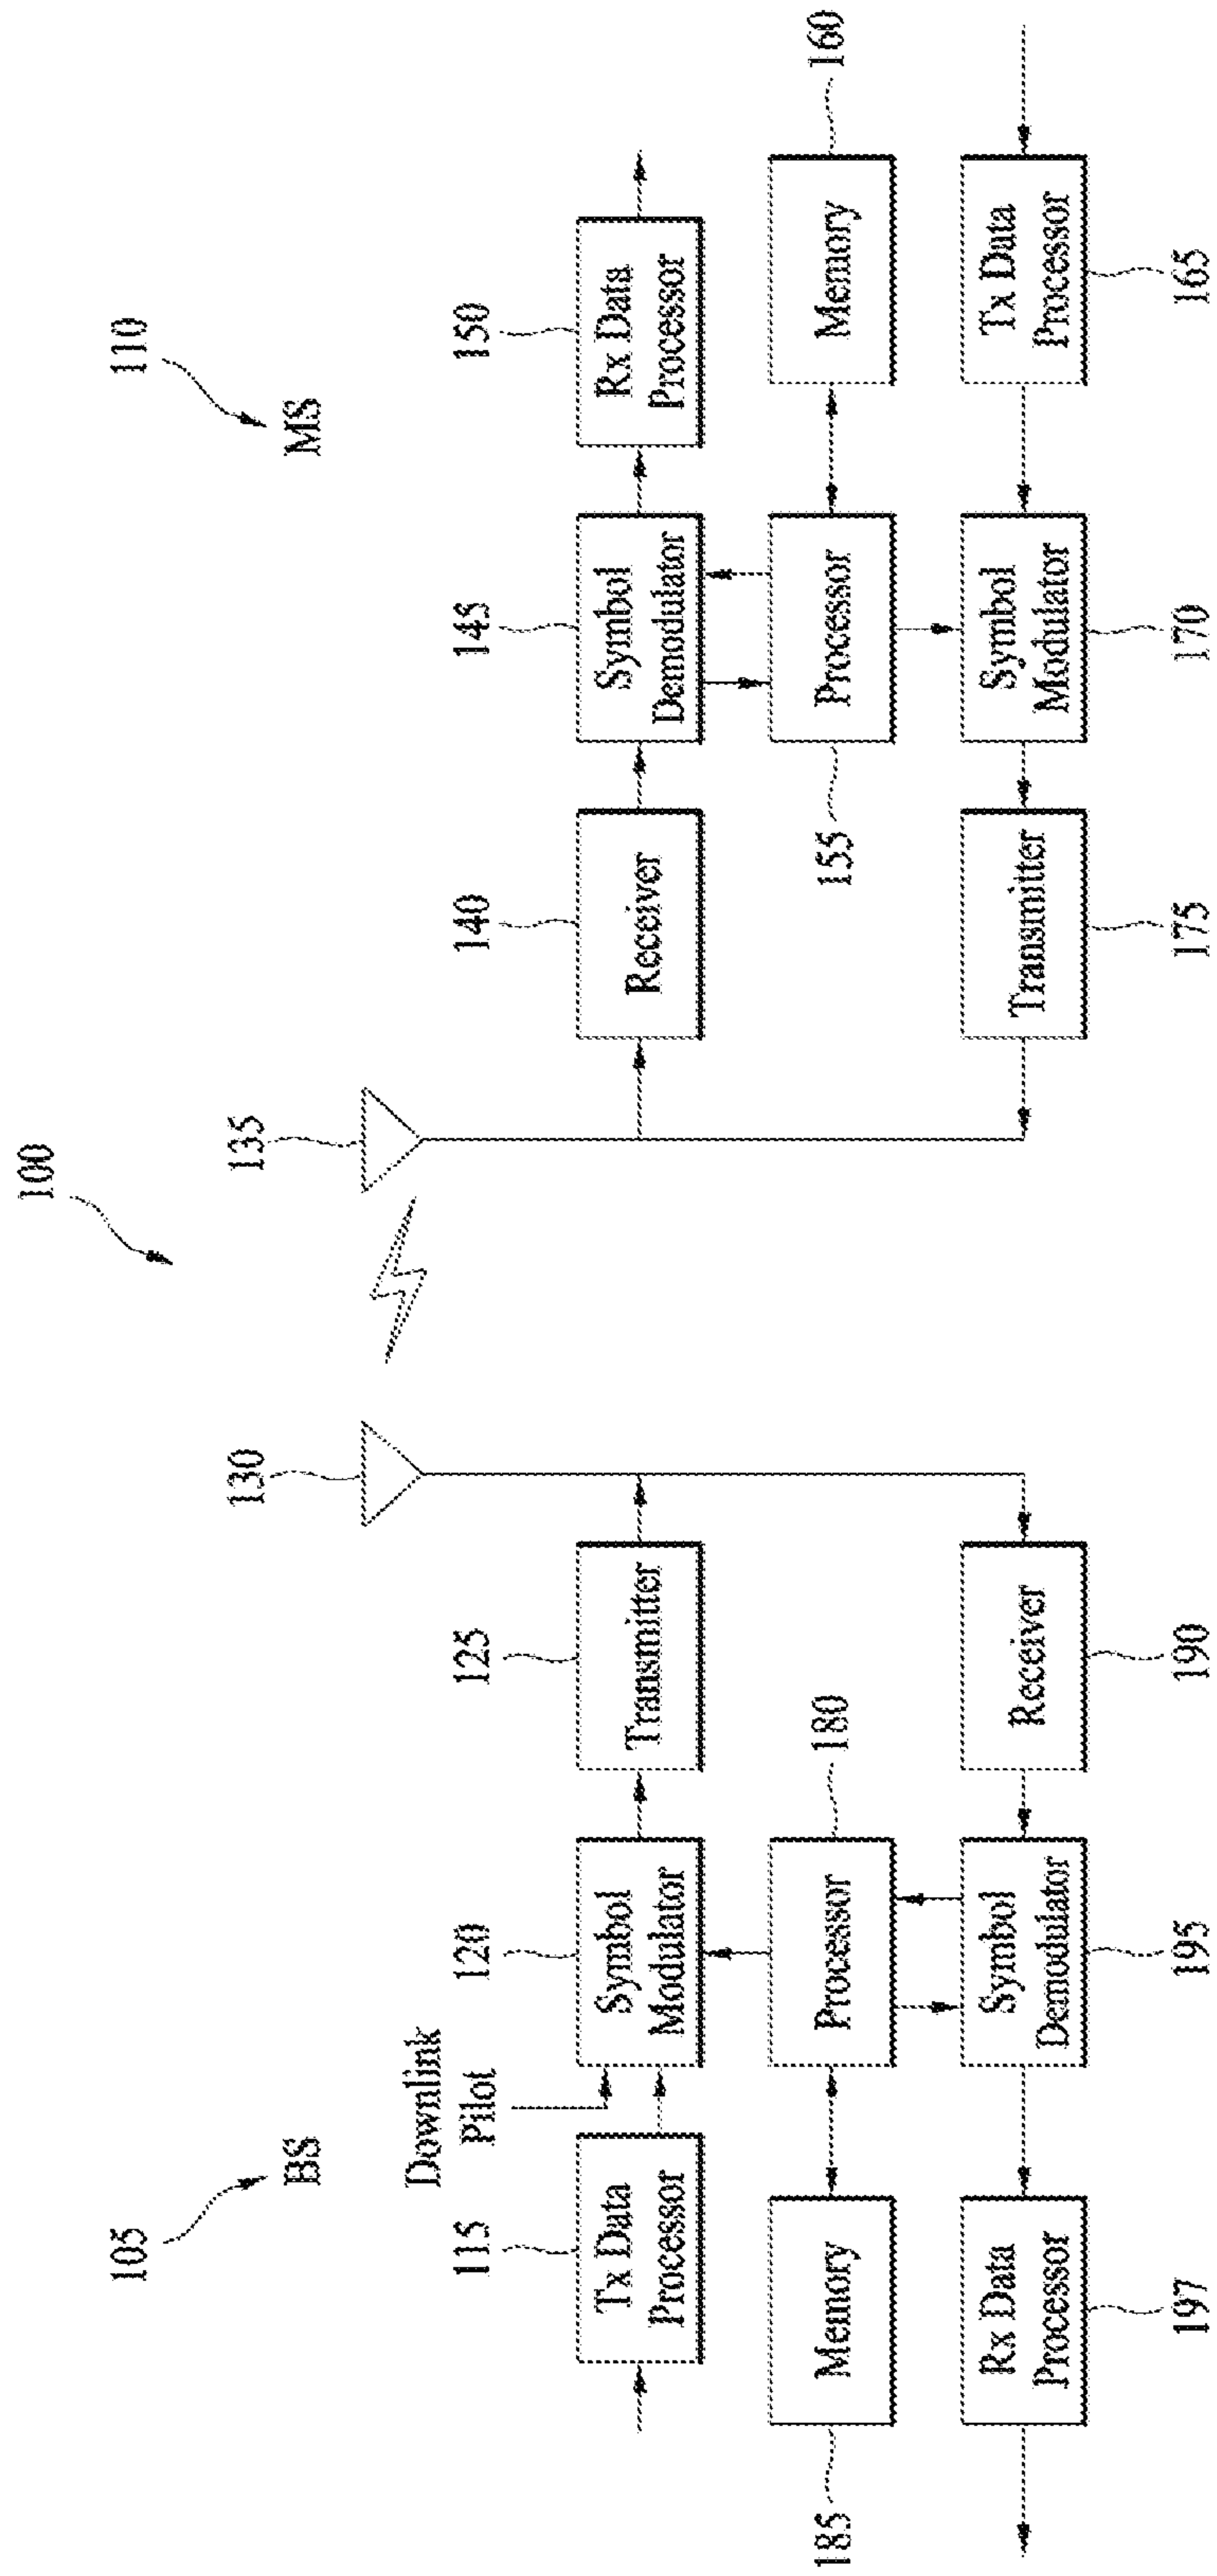 100
105
BS
110
MS
130
135
Downlink
Pilot
115
120
125
140
145
150
Tx Data
Processor
Symbol
Modulator
Transmitter
Receiver
Symbol
Demodulator
Rx Data
Processor
180
160
Memory
Processor
Processor
Memory
185
155
Rx Data
Processor
Symbol
Demodulator
Receiver
Transmitter
Symbol
Modulator
Tx Data
Processor
197
195
190
175
170
165